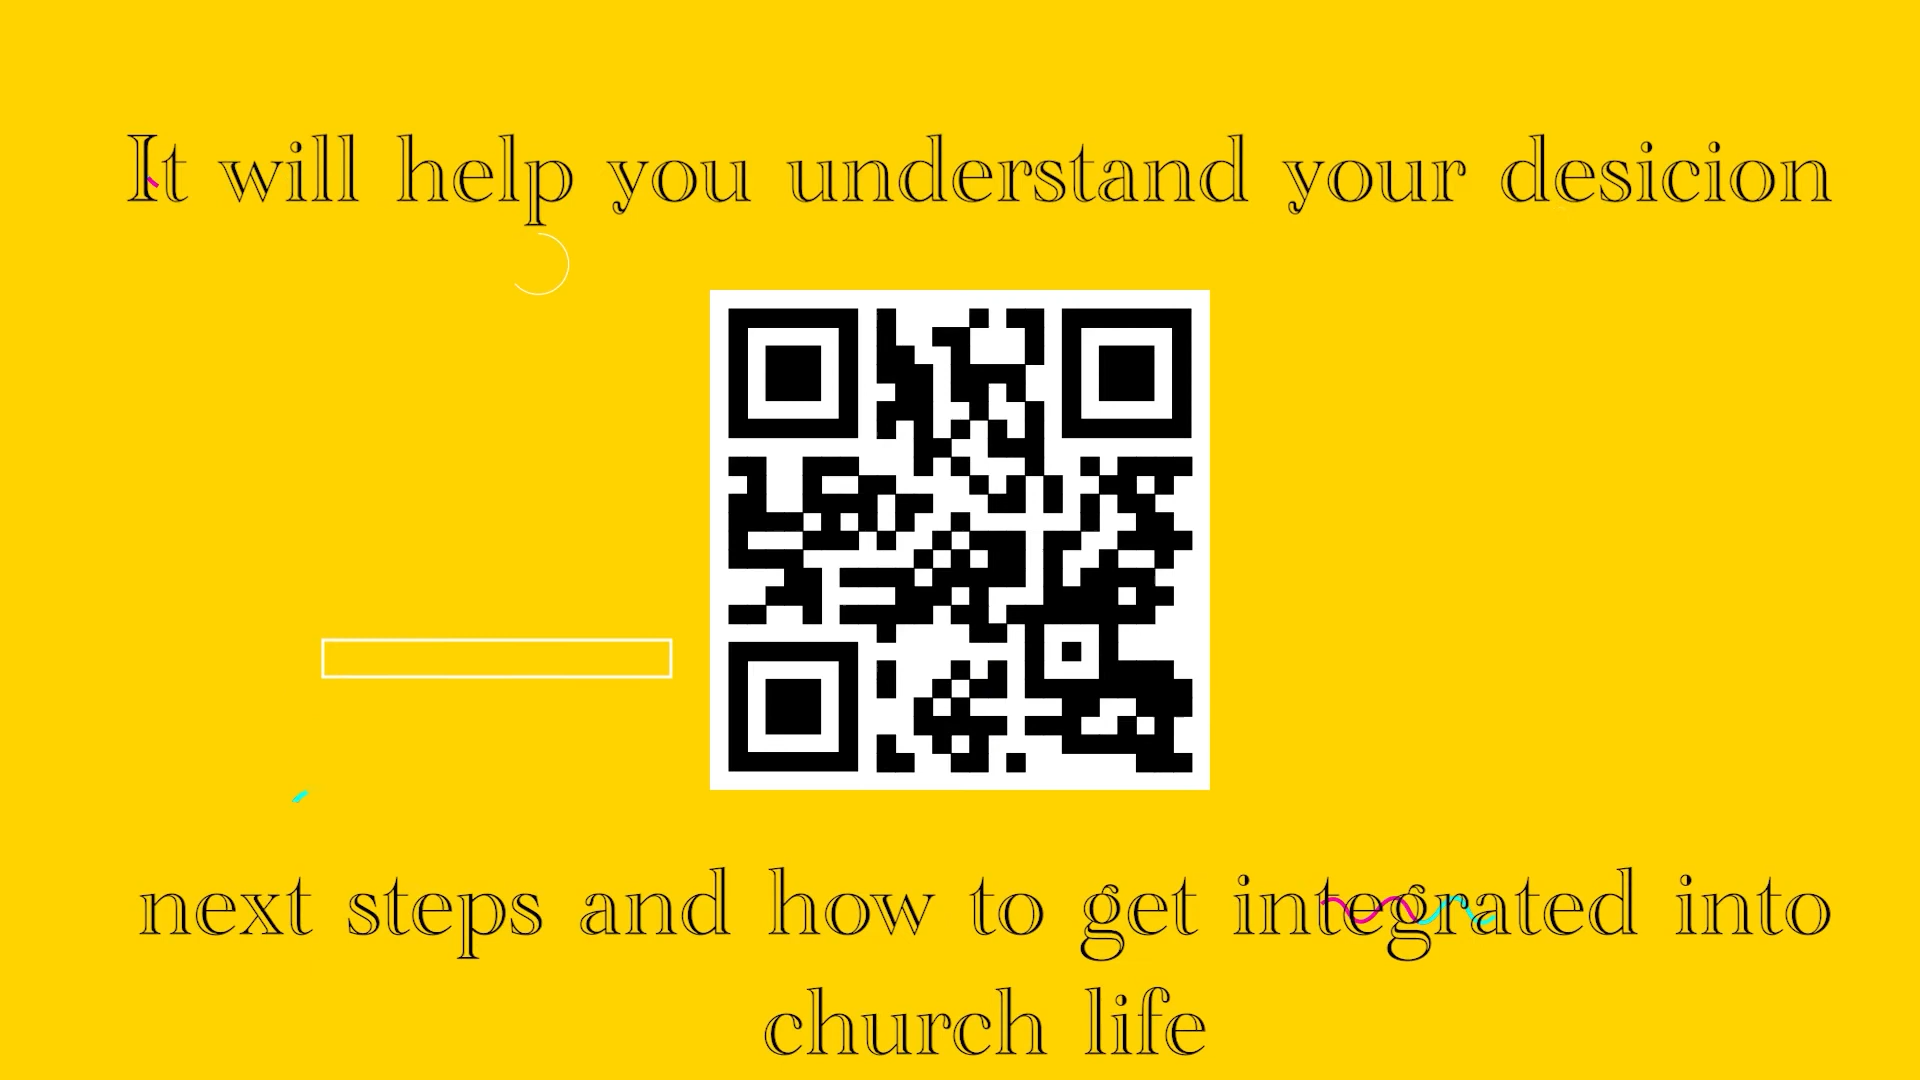 It will help you understand your desicion
next steps and how to get integrated into
church life